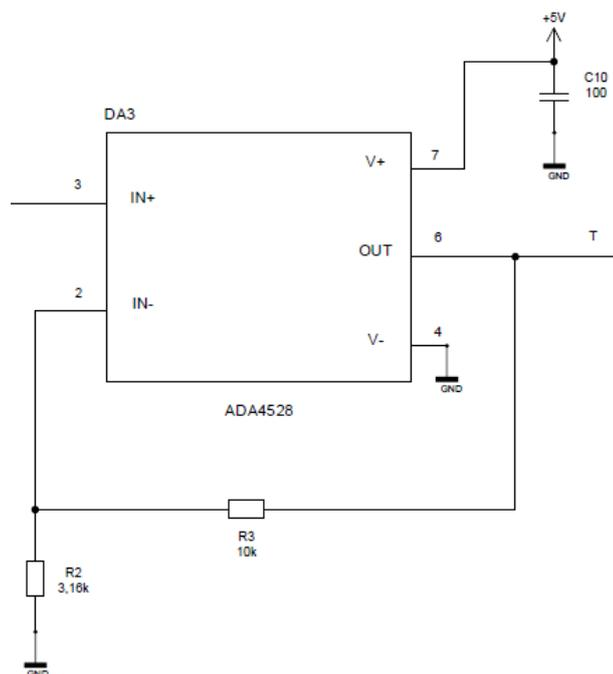 +5V
C10
100
GND
DA3
3
IN+
V+
7
OUT
6
T
2
IN-
V-
4
GND
ADA4528
R3
10k
R2
3,16k
GND